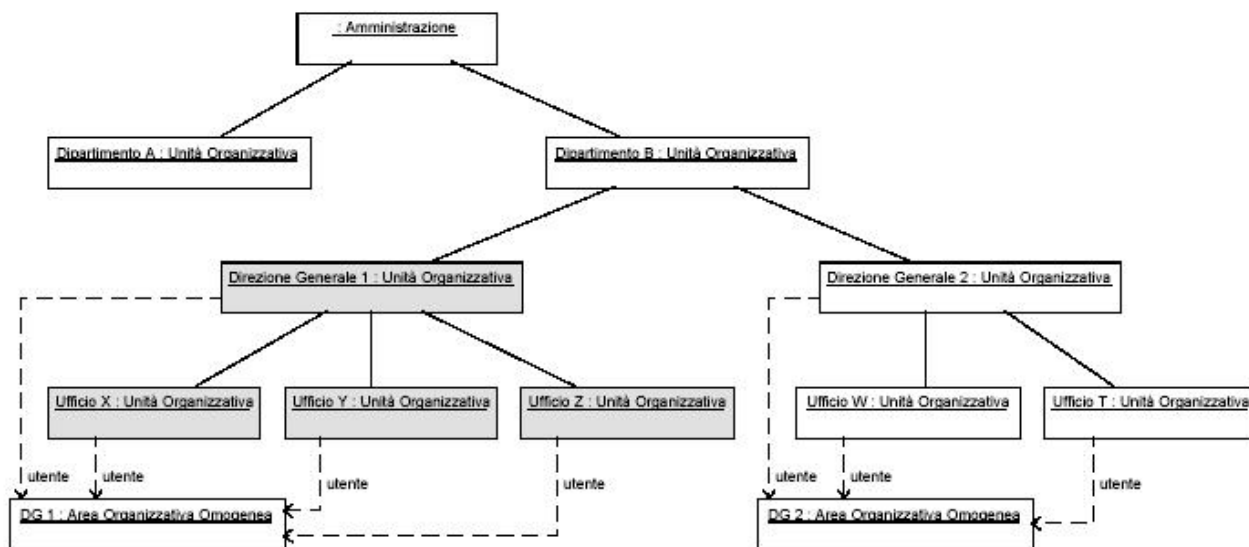 : Amministrazione
Dipartimento A : Unità Organizzativa
Dipartimento B : Unità Organizzativa
Direzione Generale 1 : Unità Organizzativa
Direzione Generale 2 : Unità Organizzativa
Ufficio X : Unità Organizzativa
Ufficio Y : Unità Organizzativa
Ufficio Z : Unità Organizzativa
Ufficio W : Unità Organizzativa
Ufficio T : Unità Organizzativa
utente
utente
utente
utente
utente
utente
utente
DG 1 : Area Organizzativa Omogenea
DG 2 : Area Organizzativa Omogenea